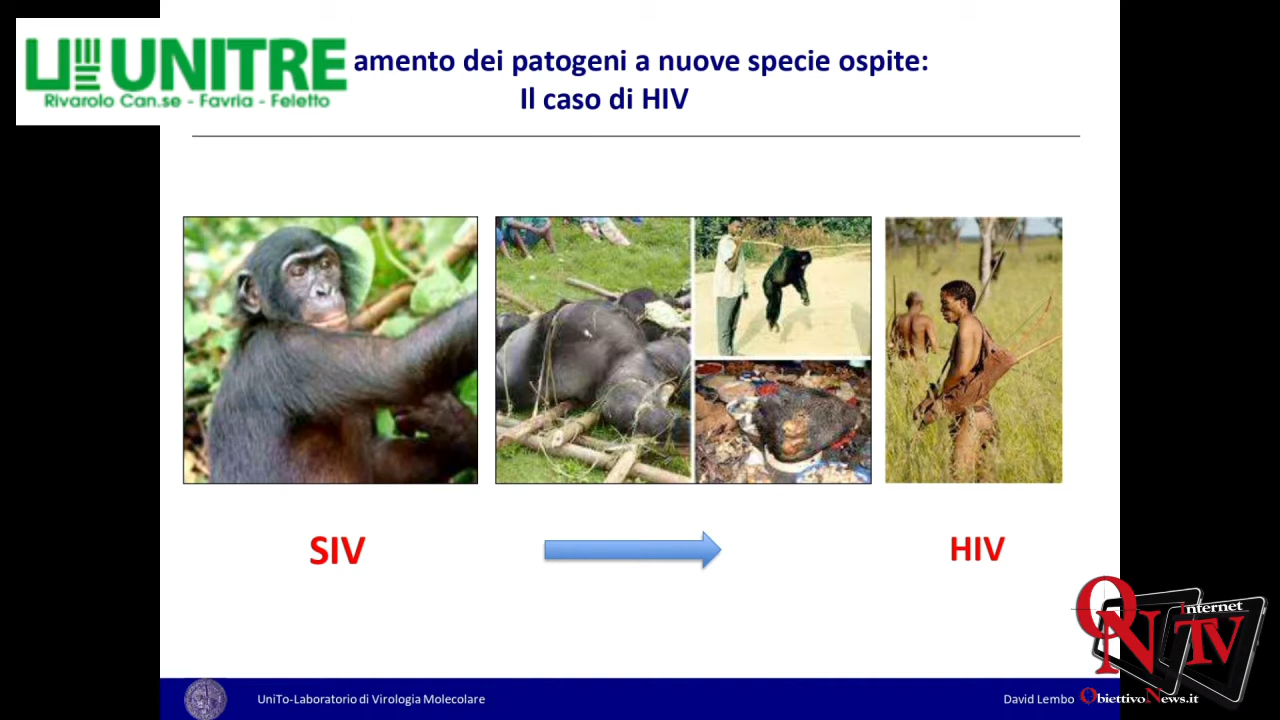 UNITRE
Rivarolo Can.se - Favria - Feletto
amento dei patogeni a nuove specie ospite:
Il caso di HIV
SIV
HIV
UniTo-Laboratorio di Virologia Molecolare
David Lembo
QN
Internet
TV
ObiettivoNews.it